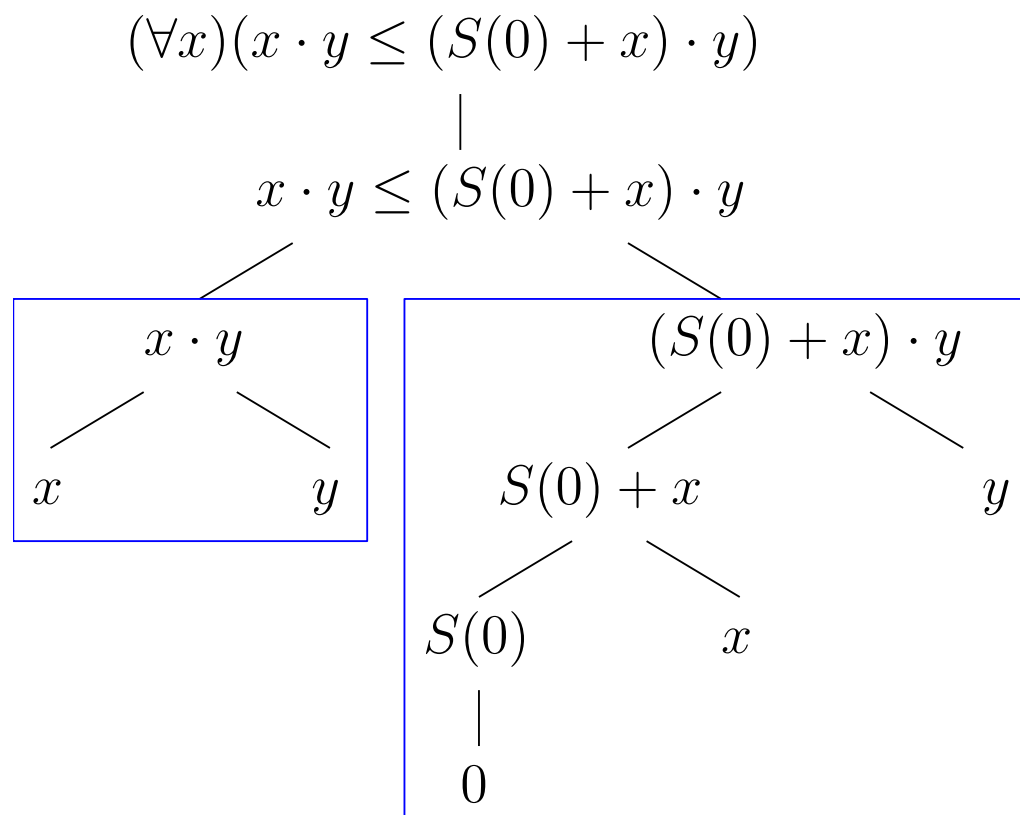 (∀x)(x · y ≤ (S(0) + x) · y)
x · y ≤ (S(0) + x) · y
x · y (S(0) + x) · y
x y S(0) + x y
S(0) x
0